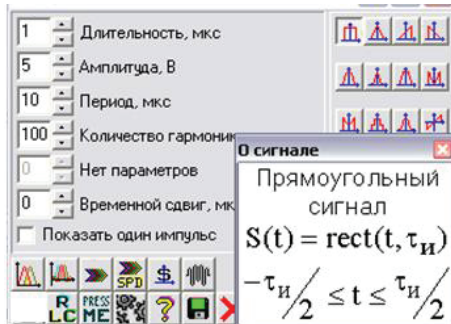 1 Длительность, мкс
5 Амплитуда, В
10 Период, мкс
100 Количество гармоник
0 Нет параметров
0 Временной сдвиг, мк
Показать один импульс
SPD $
R LC PRESS ME ?
О сигнале
Прямоугольный
сигнал
S(t) = rect(t, τи)
−τи/2 ≤ t ≤ τи/2